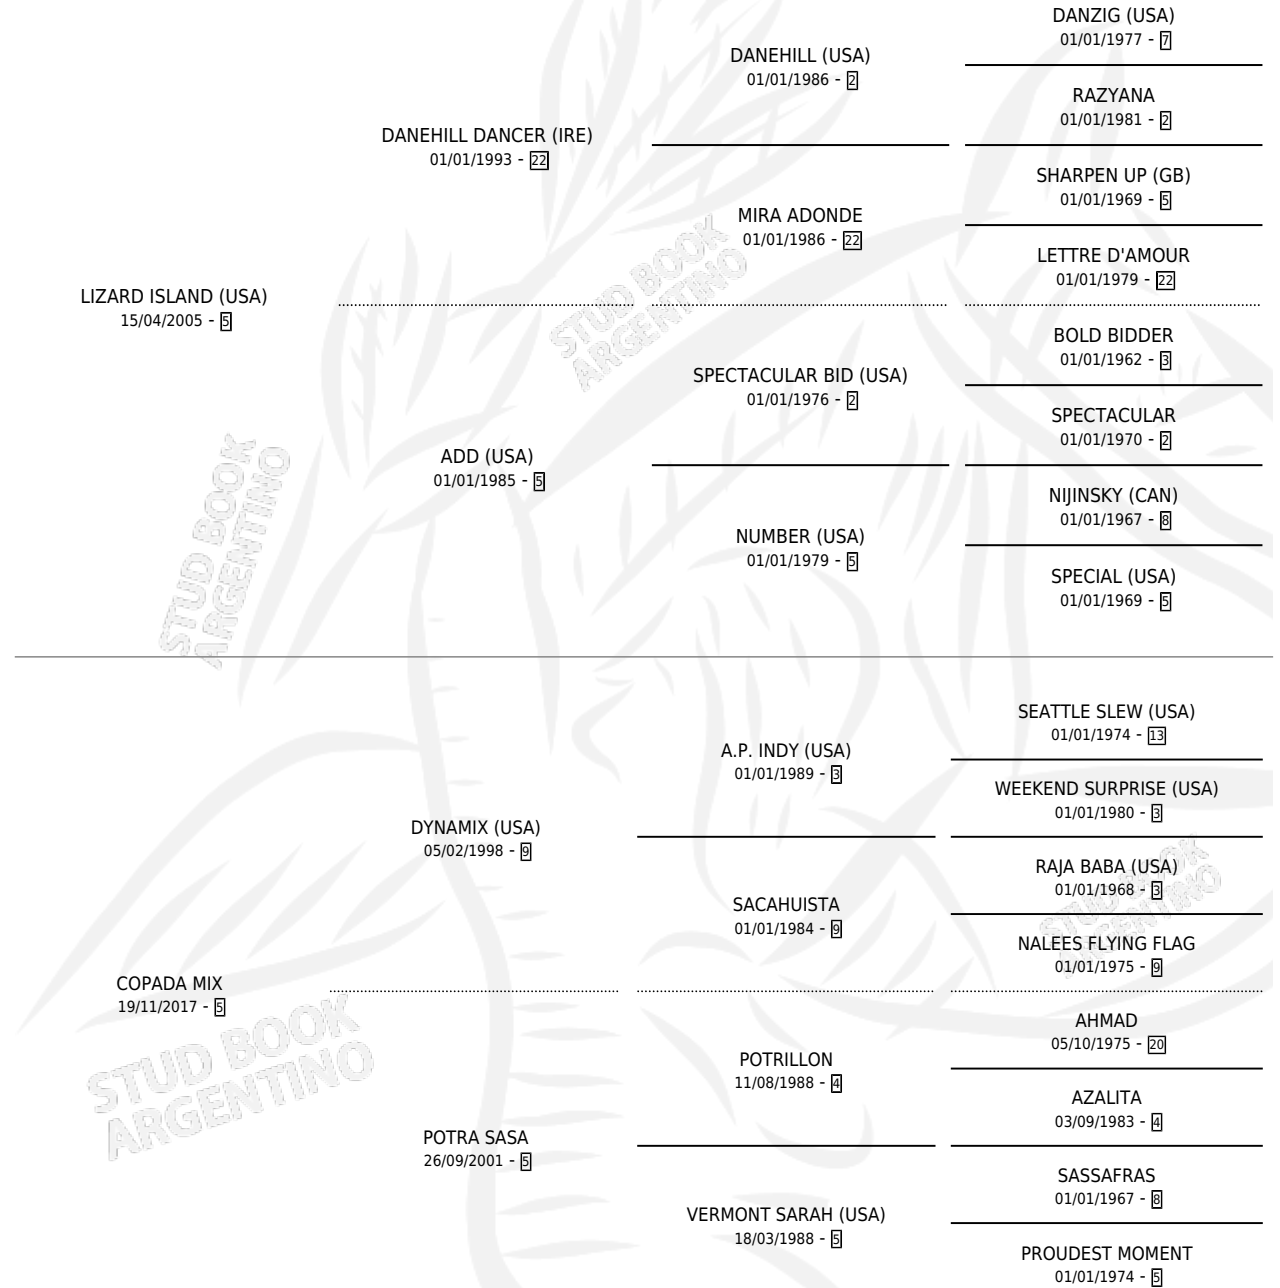 DANZIG (USA)
01/01/1977 - 7
DANEHILL (USA)
01/01/1986 - 2
RAZYANA
01/01/1981 - 2
DANEHILL DANCER (IRE)
01/01/1993 - 22
SHARPEN UP (GB)
01/01/1969 - 5
MIRA ADONDE
01/01/1986 - 22
LETTRE D'AMOUR
01/01/1979 - 22
LIZARD ISLAND (USA)
15/04/2005 - 5
BOLD BIDDER
01/01/1962 - 3
SPECTACULAR BID (USA)
01/01/1976 - 2
SPECTACULAR
01/01/1970 - 2
ADD (USA)
01/01/1985 - 5
NIJINSKY (CAN)
01/01/1967 - 8
NUMBER (USA)
01/01/1979 - 5
SPECIAL (USA)
01/01/1969 - 5
SEATTLE SLEW (USA)
01/01/1974 - 13
A.P. INDY (USA)
01/01/1989 - 3
WEEKEND SURPRISE (USA)
01/01/1980 - 3
DYNAMIX (USA)
05/02/1998 - 9
RAJA BABA (USA)
01/01/1968 - 3
SACAHUISTA
01/01/1984 - 9
NALEES FLYING FLAG
01/01/1975 - 9
COPADA MIX
19/11/2017 - 5
AHMAD
05/10/1975 - 20
POTRILLON
11/08/1988 - 4
AZALITA
03/09/1983 - 4
POTRA SASA
26/09/2001 - 5
SASSAFRAS
01/01/1967 - 8
VERMONT SARAH (USA)
18/03/1988 - 5
PROUDEST MOMENT
01/01/1974 - 5
STUD BOOK
ARGENTINO
STUD BOOK
ARGENTINO
STUD BOOK
ARGENTINO
STUD BOOK
ARGENTINO